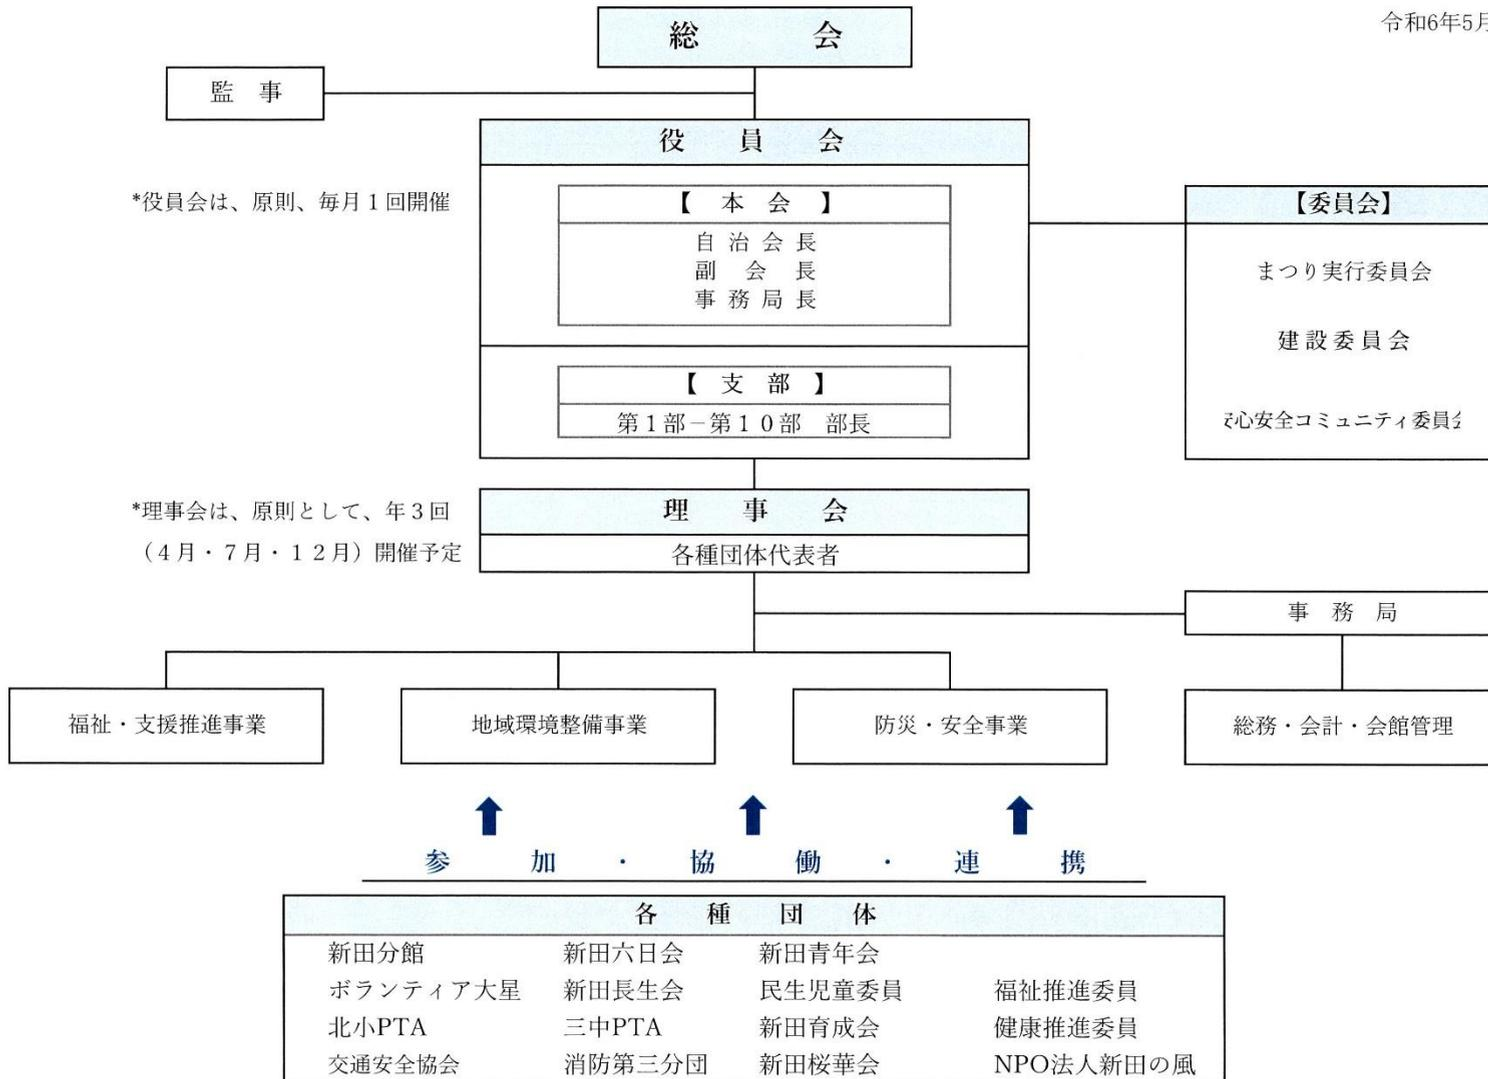 令和6年5月
総　会
監　事
役　員　会
*役員会は、原則、毎月１回開催
【　本　会　】
自 治 会 長
副　会　長
事 務 局 長
【　支　部　】
第１部－第１０部　部長
【委員会】
まつり実行委員会
建 設 委 員 会
心安全コミュニティ委員
*理事会は、原則として、年３回
（４月・７月・１２月）開催予定
理　事　会
各種団体代表者
事　務　局
福祉・支援推進事業
地域環境整備事業
防災・安全事業
総務・会計・会館管理
参　加　・　協　働　・　連　携
各　種　団　体
新田分館　新田六日会　新田青年会
ボランティア大星　新田長生会　民生児童委員　福祉推進委員
北小PTA　三中PTA　新田育成会　健康推進委員
交通安全協会　消防第三分団　新田桜華会　NPO法人新田の風